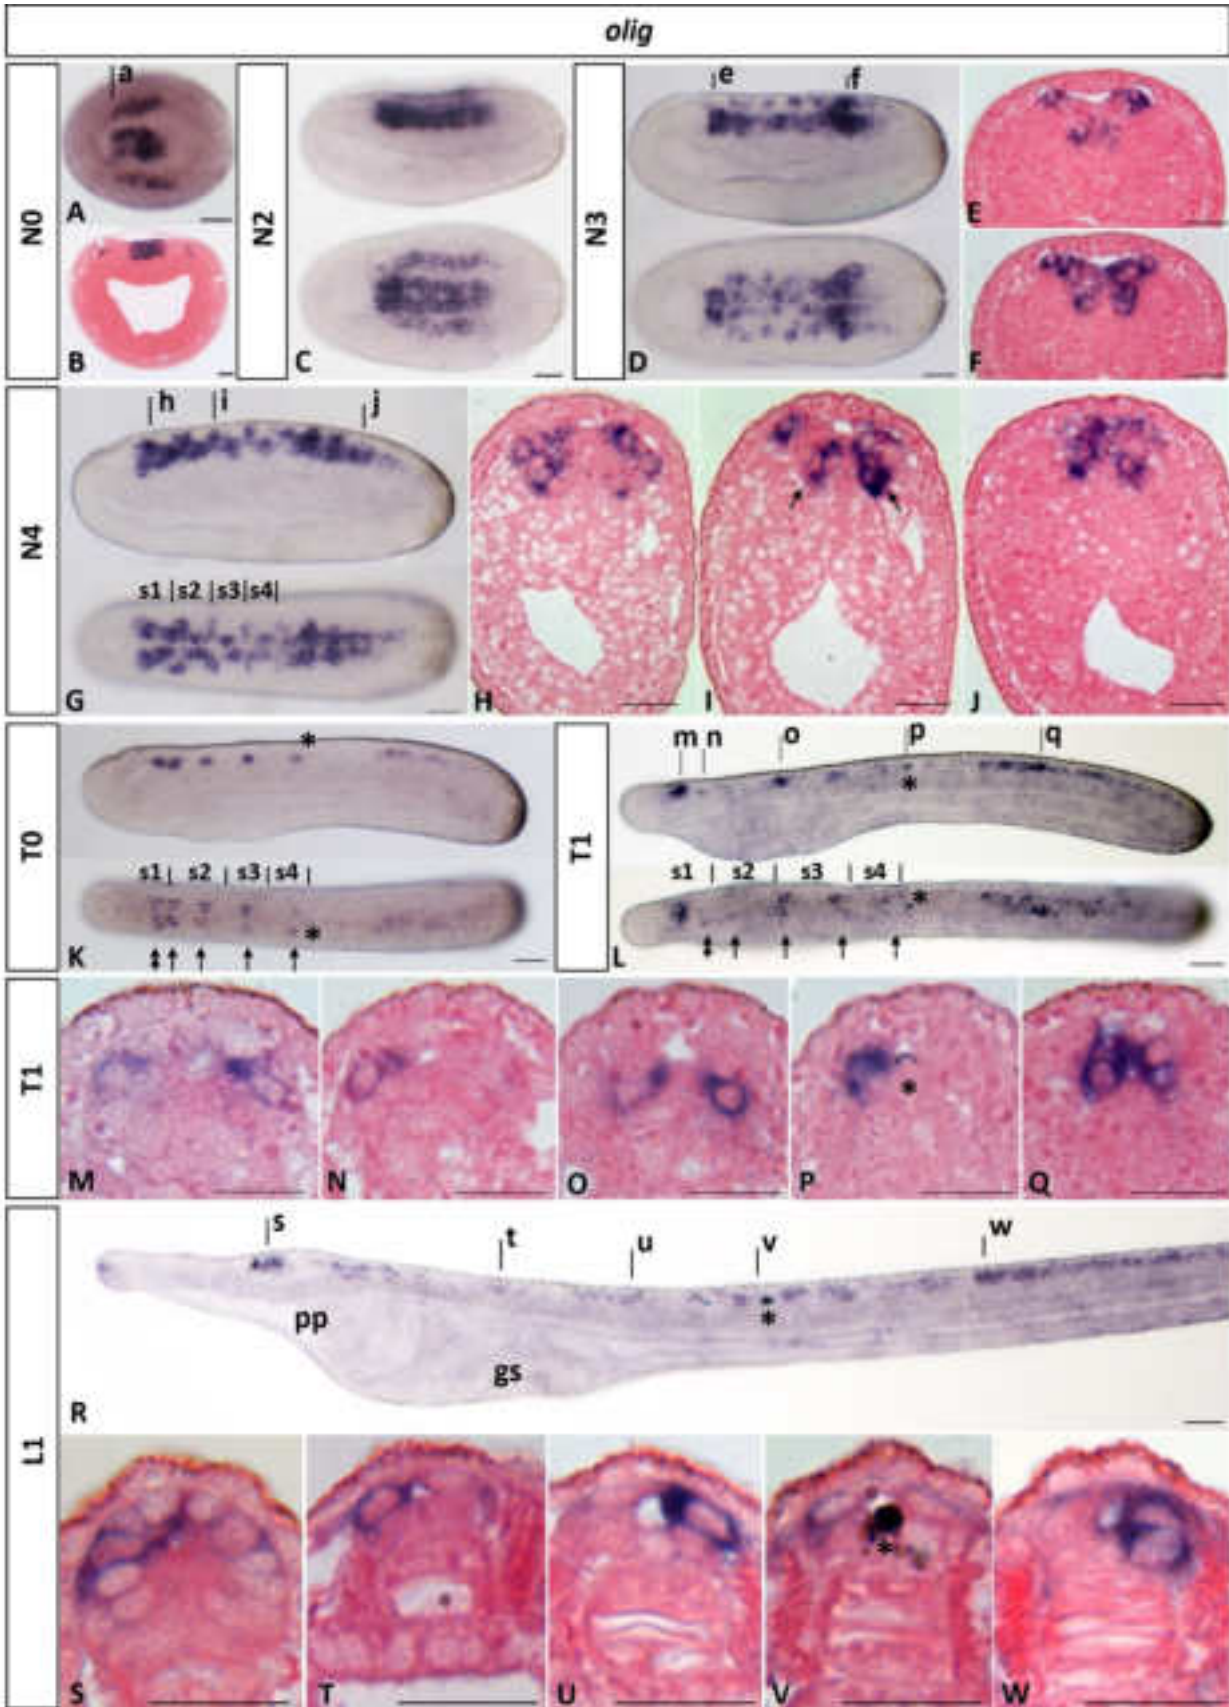 olig
N0
a
A
B
N2
C
N3
e f
D
E
F
N4
h i j
s1 s2 s3 s4
G
H
I
J
T0
*
s1 s2 s3 s4
*
K
T1
m n o p q
*
s1 s2 s3 s4
*
L
T1
M
N
O
P
*
Q
L1
s t u v w
*
pp
gs
R
S
T
U
V
*
W